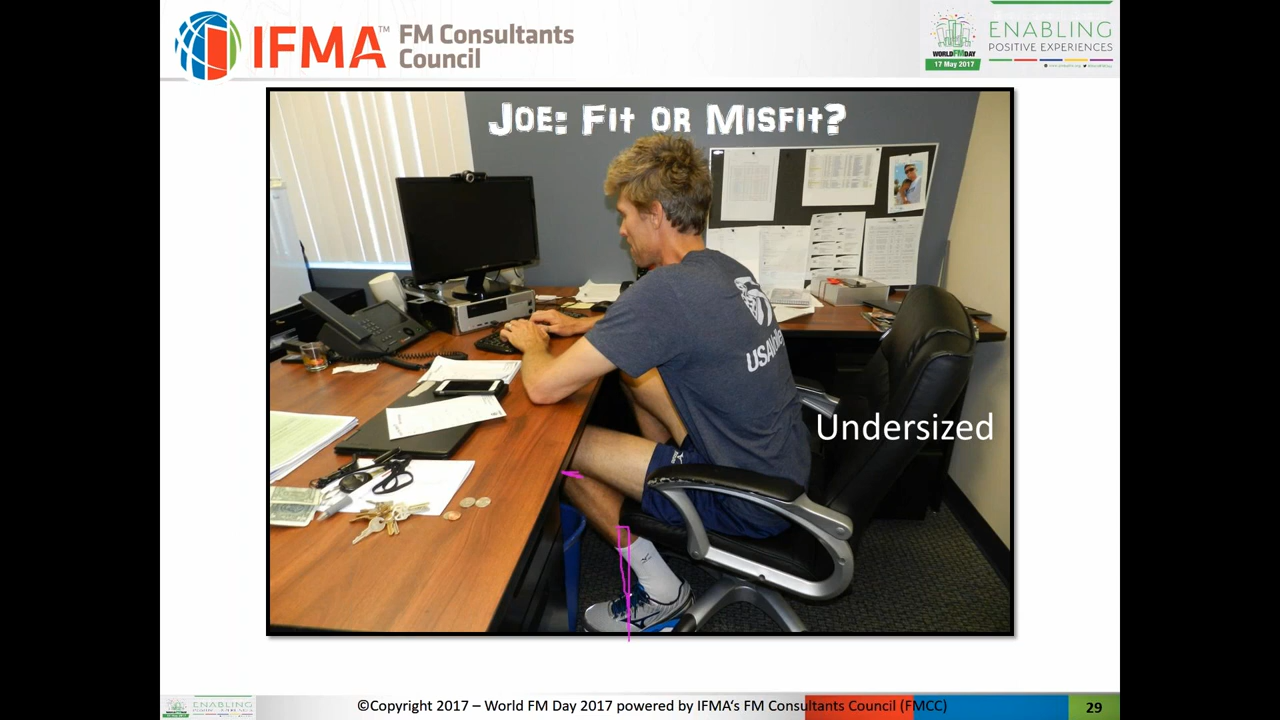 IFMA™ FM Consultants
Council
WORLD FM DAY
17 May 2017
ENABLING
POSITIVE EXPERIENCES
JOE: FIT OR MISFIT?
Undersized
ENABLING
©Copyright 2017 – World FM Day 2017 powered by IFMA's FM Consultants Council (FMCC)
29